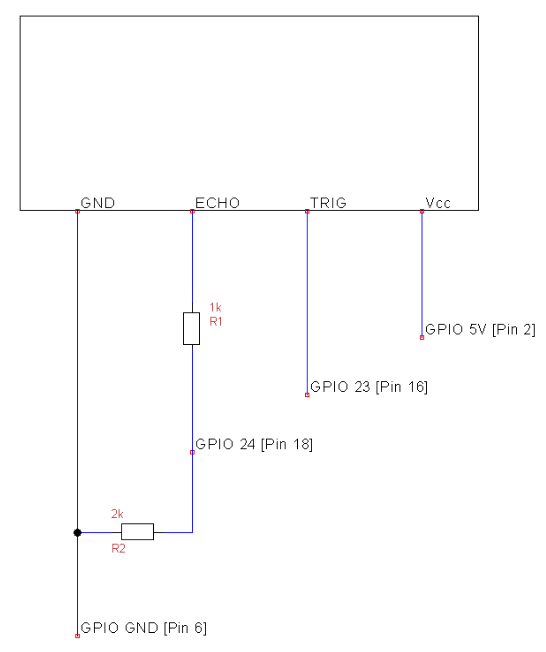 GND ECHO TRIG Vcc
1k
R1
GPIO 5V [Pin 2]
GPIO 23 [Pin 16]
GPIO 24 [Pin 18]
2k
R2
GPIO GND [Pin 6]